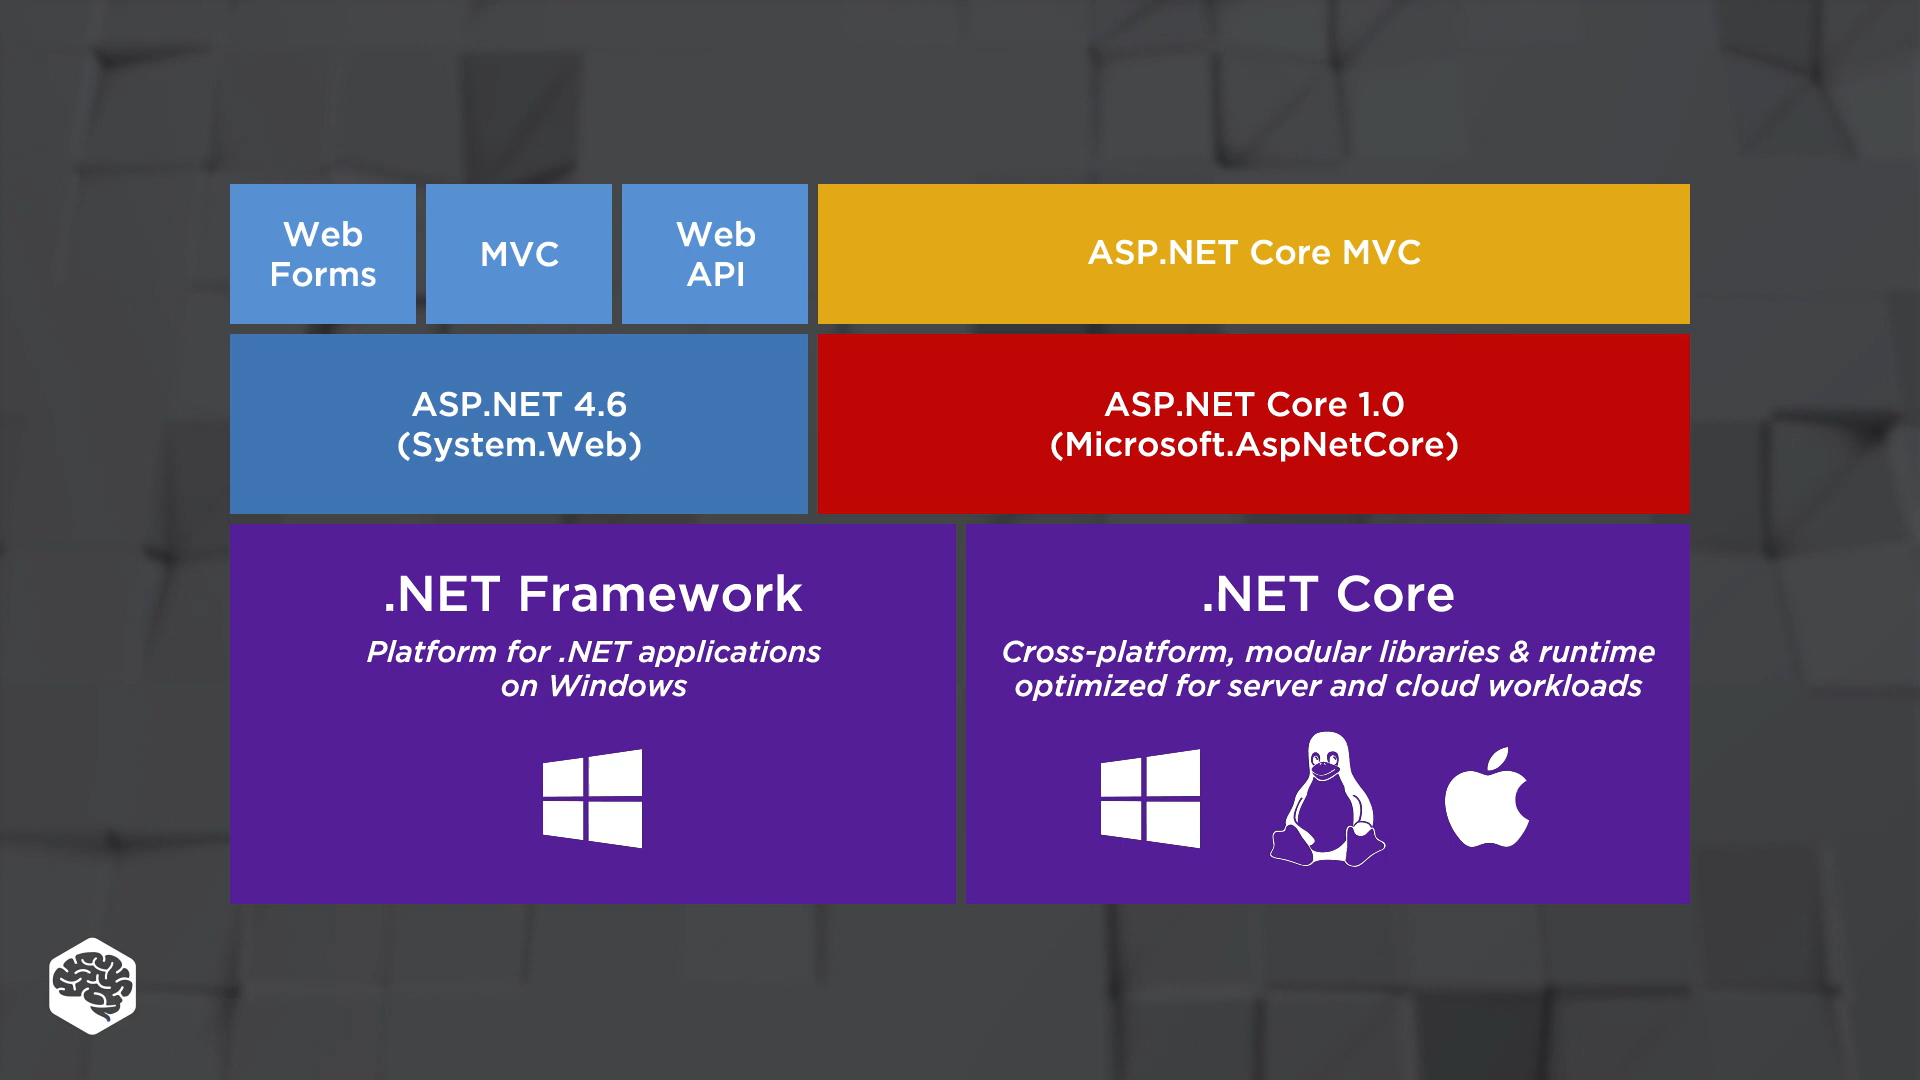 Web
Forms
MVC
Web
API
ASP.NET Core MVC
ASP.NET 4.6
(System.Web)
ASP.NET Core 1.0
(Microsoft.AspNetCore)
.NET Framework
Platform for .NET applications
on Windows
.NET Core
Cross-platform, modular libraries & runtime
optimized for server and cloud workloads